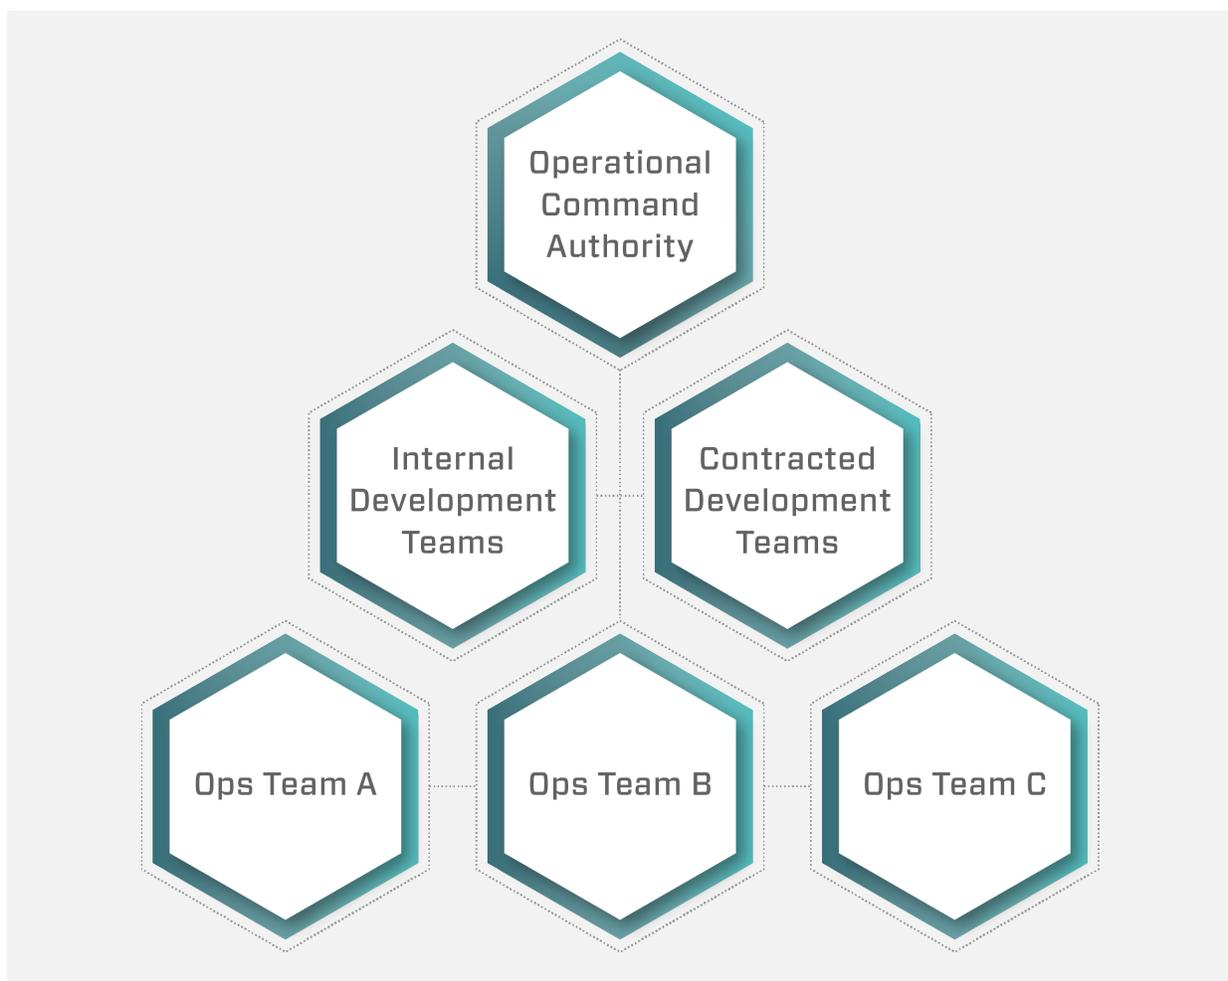 Operational
Command
Authority
Internal
Development
Teams
Contracted
Development
Teams
Ops Team A
Ops Team B
Ops Team C